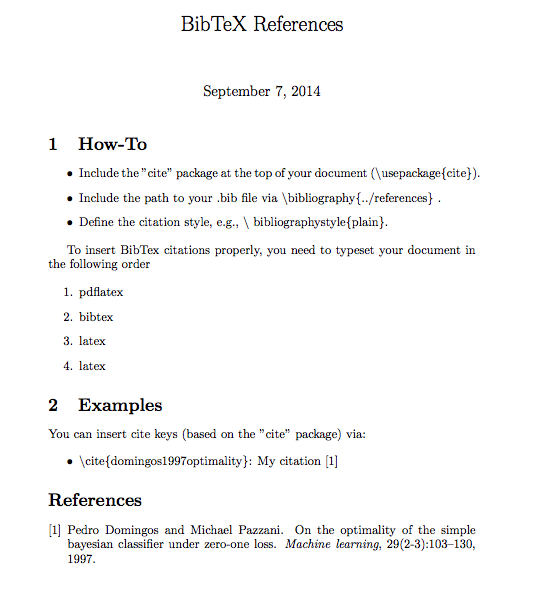 BibTeX References
September 7, 2014
1 How-To
• Include the ”cite” package at the top of your document (\usepackage{cite}).
• Include the path to your .bib file via \bibliography{../references} .
• Define the citation style, e.g., \ bibliographystyle{plain}.
To insert BibTex citations properly, you need to typeset your document in
the following order
1. pdflatex
2. bibtex
3. latex
4. latex
2 Examples
You can insert cite keys (based on the ”cite” package) via:
• \cite{domingos1997optimality}: My citation [1]
References
[1] Pedro Domingos and Michael Pazzani. On the optimality of the simple
bayesian classifier under zero-one loss. Machine learning, 29(2-3):103–130,
1997.